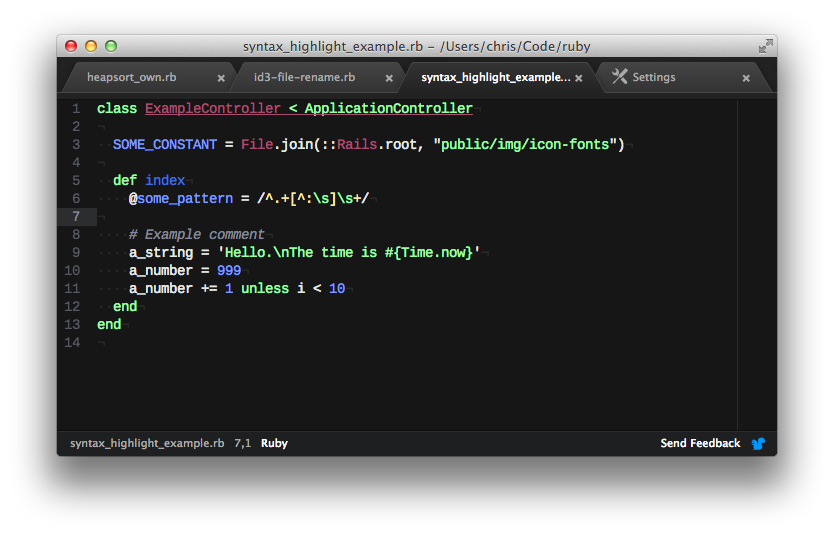 syntax_highlight_example.rb – /Users/chris/Code/ruby
heapsort_own.rb × id3-file-rename.rb × syntax_highlight_example... × Settings ×
1 class ExampleController < ApplicationController¬
2 ¬
3 ··SOME_CONSTANT = File.join(::Rails.root, "public/img/icon-fonts")¬
4 ¬
5 ··def index¬
6 ····@some_pattern = /^.+[^:\s]\s+/¬
7 ¬
8 ····# Example comment¬
9 ····a_string = 'Hello.\nThe time is #{Time.now}'¬
10 ····a_number = 999¬
11 ····a_number += 1 unless i < 10¬
12 ··end¬
13 end¬
14 ¬
syntax_highlight_example.rb 7,1 Ruby Send Feedback